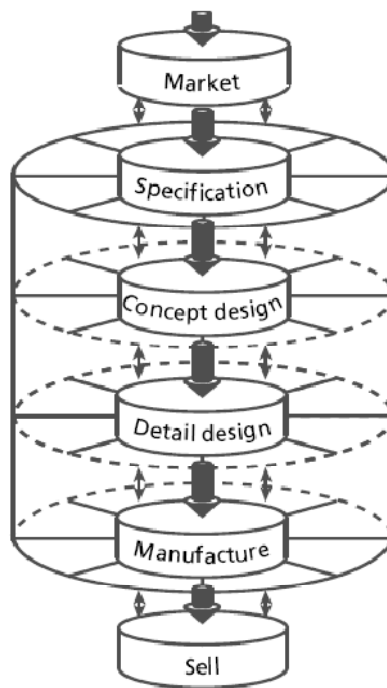 Market
Specification
Concept design
Detail design
Manufacture
Sell